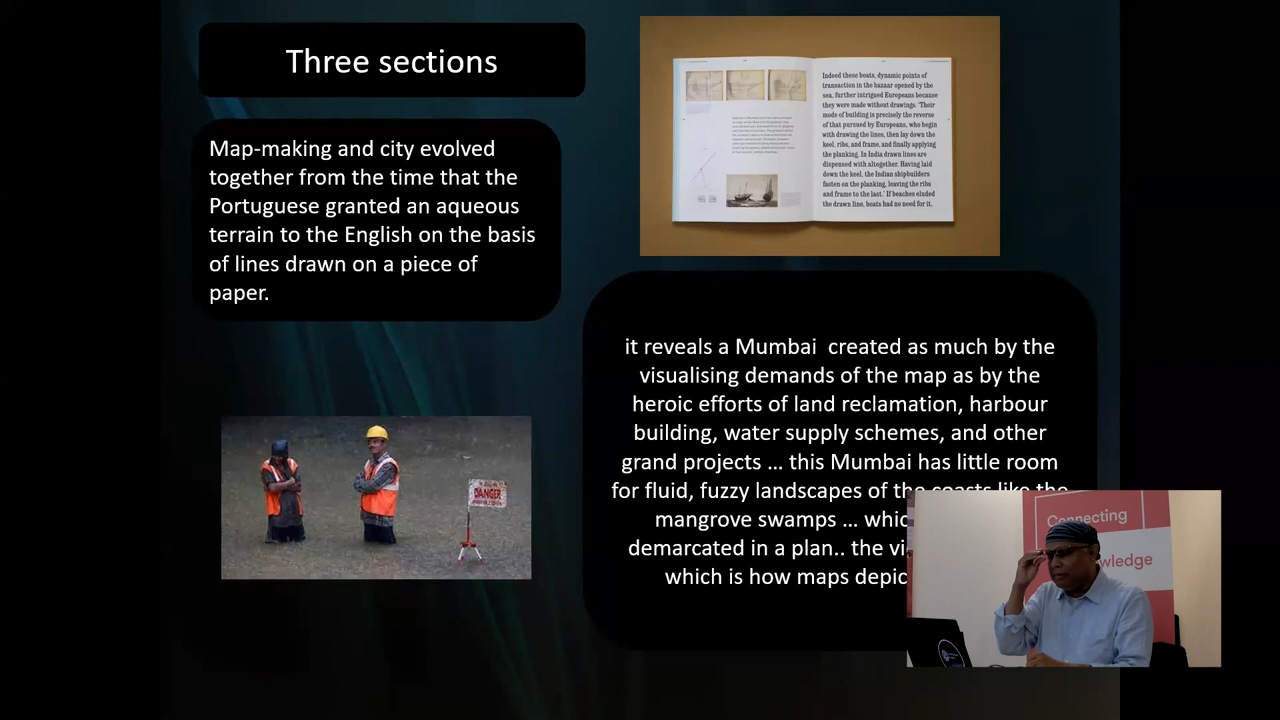 Three sections
Map-making and city evolved
together from the time that the
Portuguese granted an aqueous
terrain to the English on the basis
of lines drawn on a piece of
paper.
Indeed these boats, dynamic points of
transaction in the bazaar opened by the
sea, further intrigued Europeans because
they were made without drawings. 'Their
mode of building is precisely the reverse
of that pursued by Europeans, who begin
with drawing the lines, then lay down the
keel, ribs, and frame, and finally applying
the planking. In India drawn lines are
dispensed with altogether. Having laid
down the keel, the Indian shipbuilders
fasten on the planking, leaving the ribs
and frame to the last.' If beaches eluded
the drawn line, boats had no need for it.
it reveals a Mumbai  created as much by the
visualising demands of the map as by the
heroic efforts of land reclamation, harbour
building, water supply schemes, and other
grand projects … this Mumbai has little room
for fluid, fuzzy landscapes of the coasts like the
mangrove swamps …
demarcated in a plan.. the
which is how maps
DANGER
Connecting